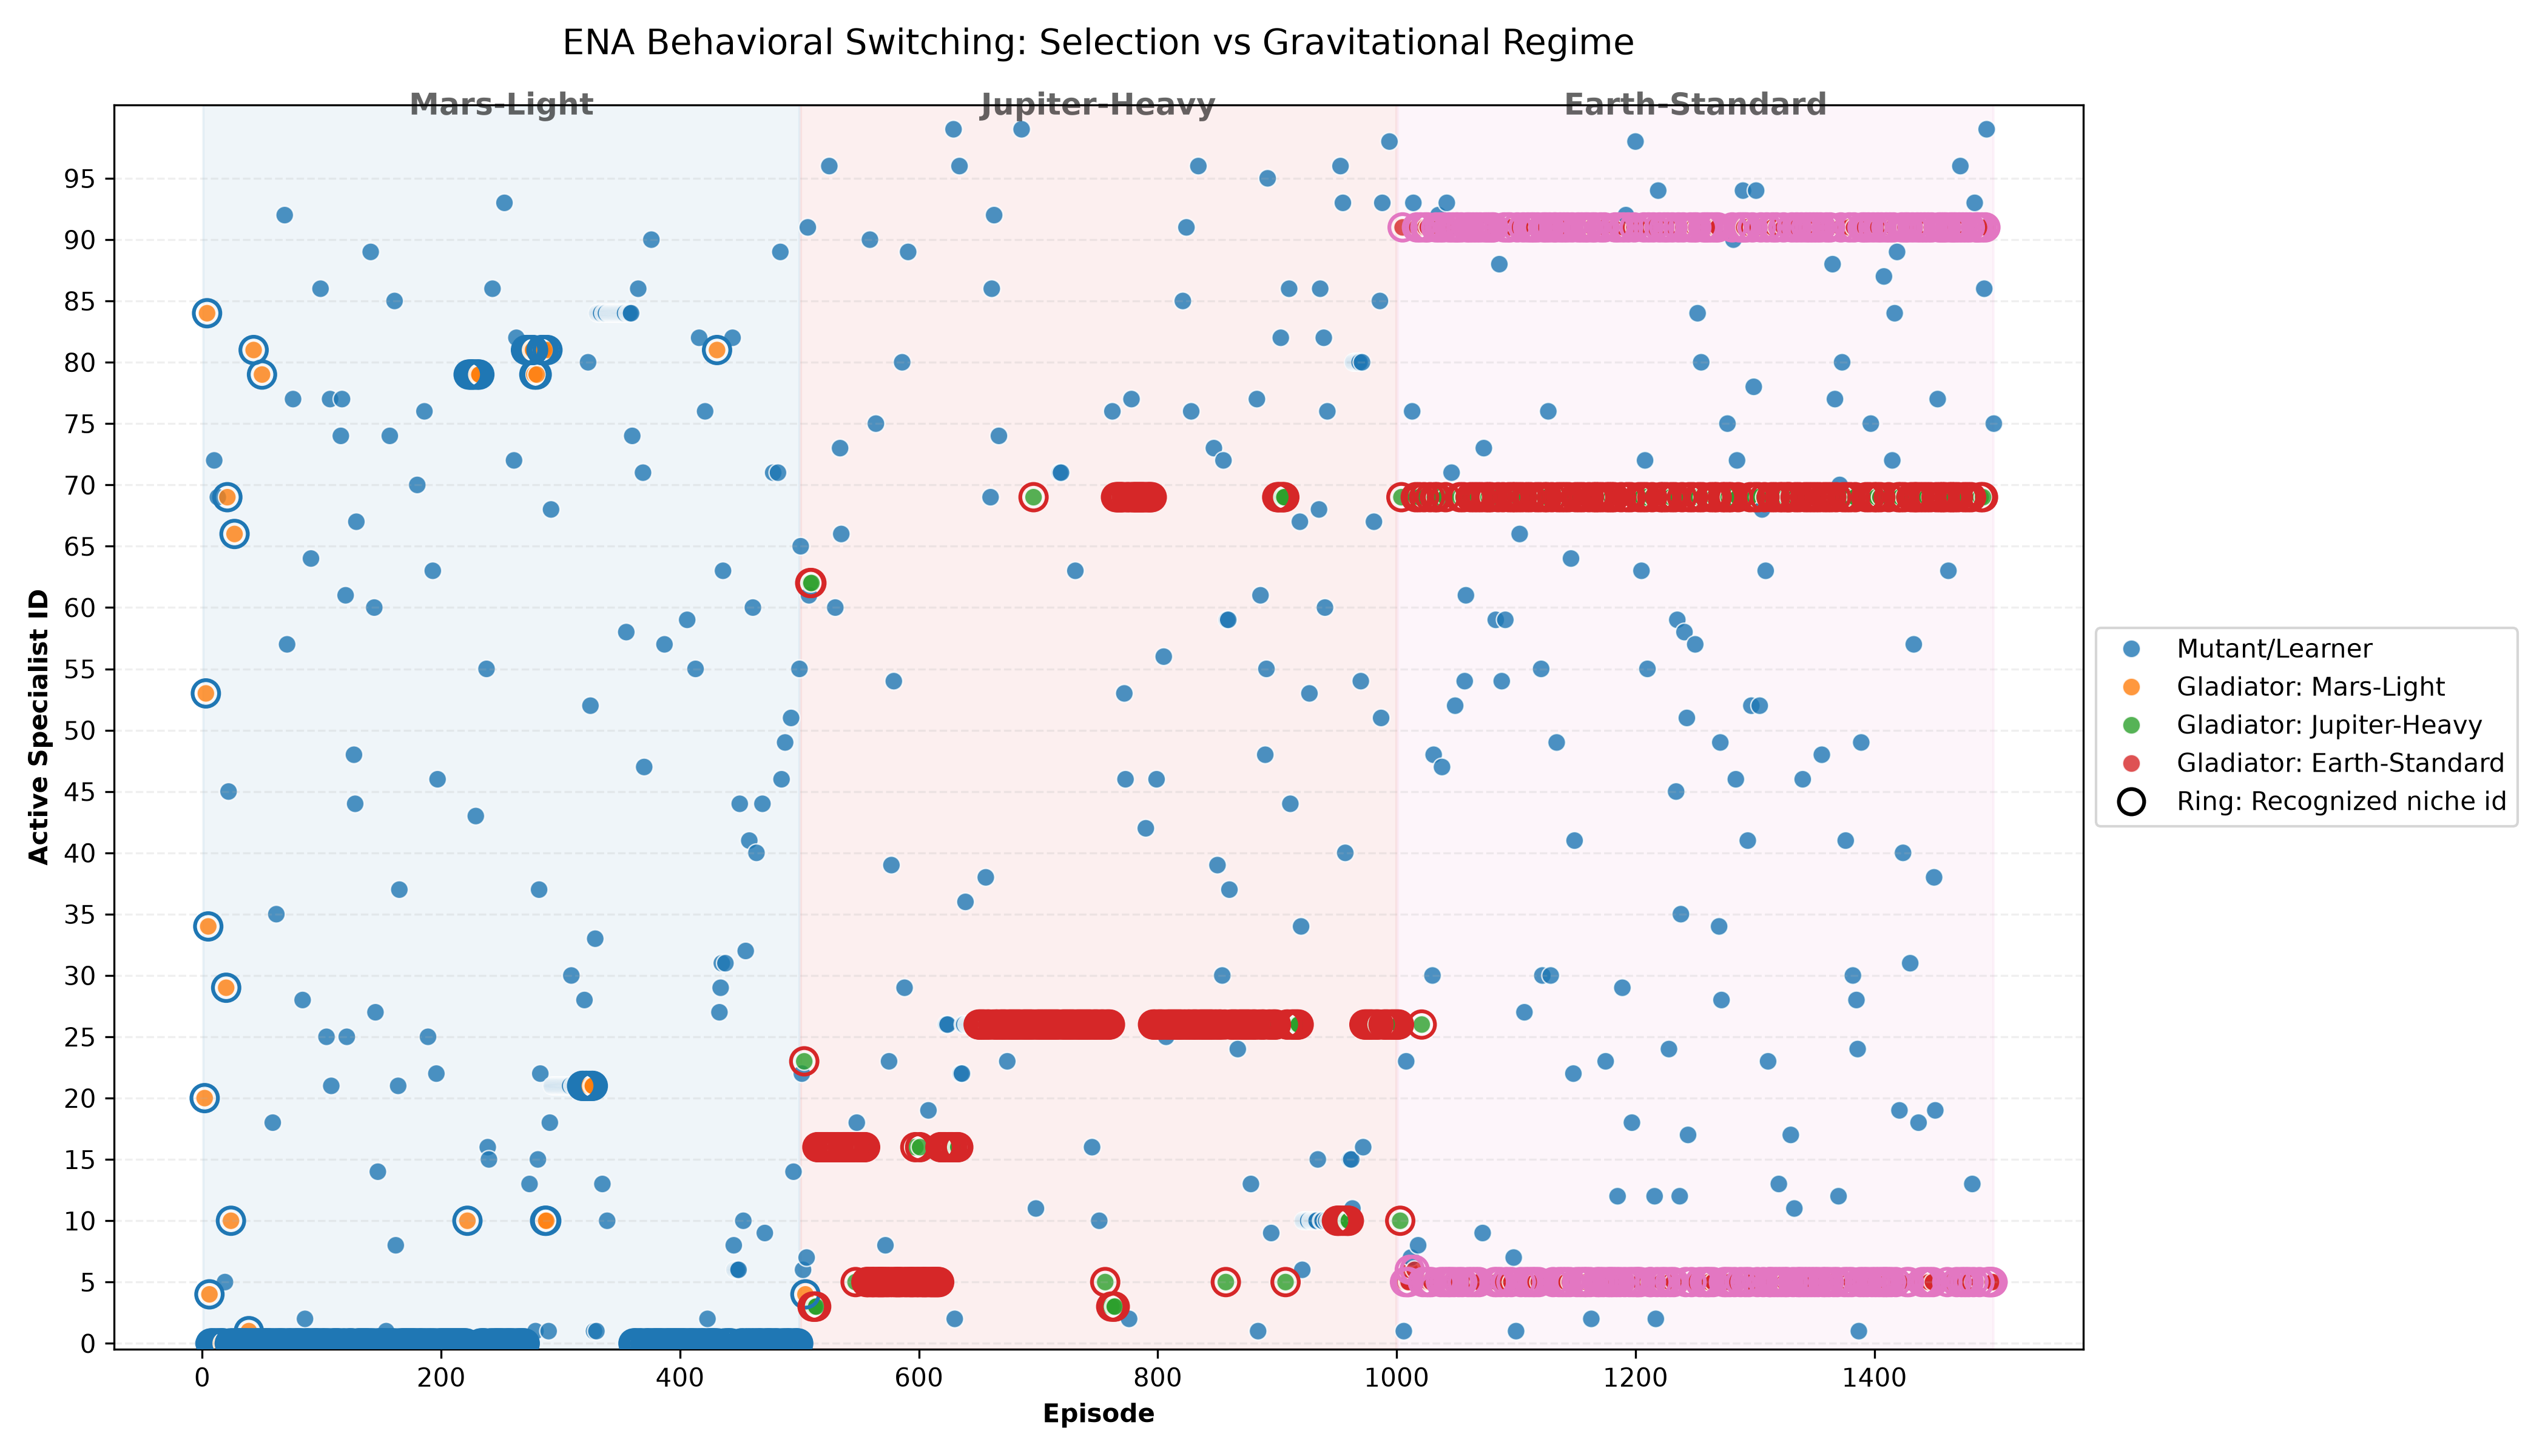 ENA Behavioral Switching: Selection vs Gravitational Regime
Mars-Light
Jupiter-Heavy
Earth-Standard
Active Specialist ID
95
90
85
80
75
70
65
60
55
50
45
40
35
30
25
20
15
10
5
0
0 200 400 600 800 1000 1200 1400
Episode
Mutant/Learner
Gladiator: Mars-Light
Gladiator: Jupiter-Heavy
Gladiator: Earth-Standard
Ring: Recognized niche id